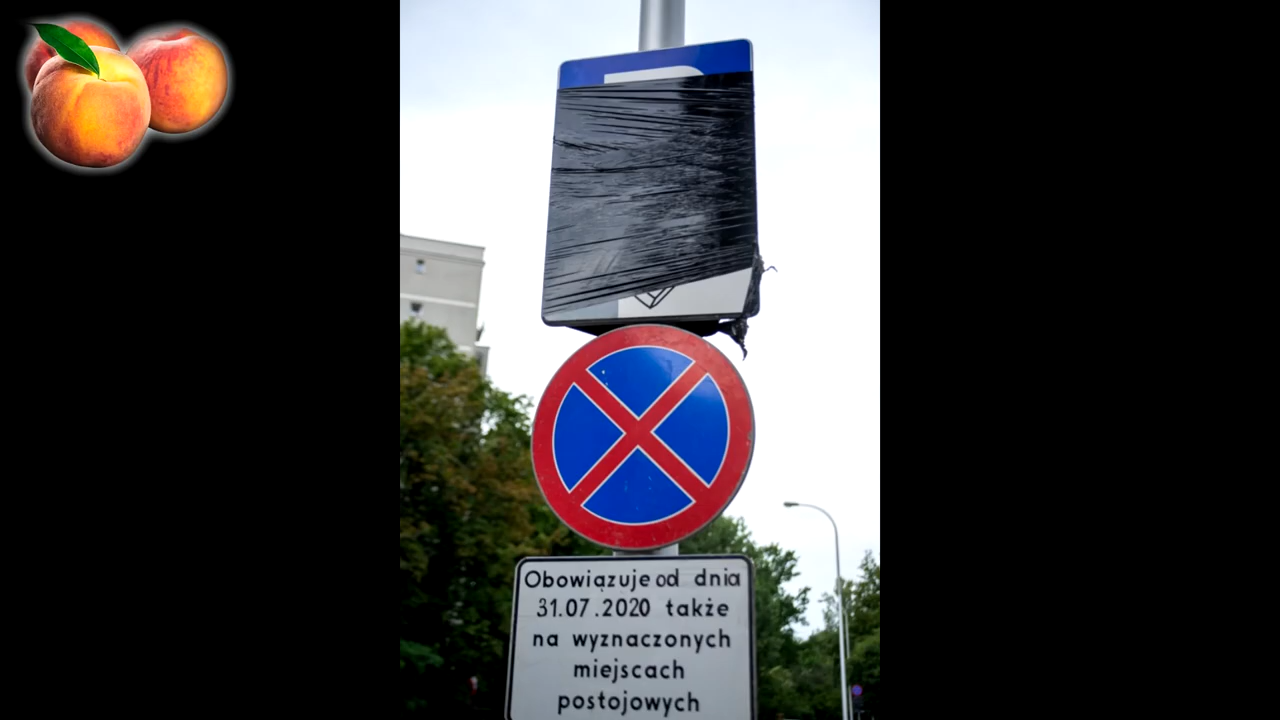 Obowiązuje od dnia
31.07.2020 także
na wyznaczonych
miejscach
postojowych